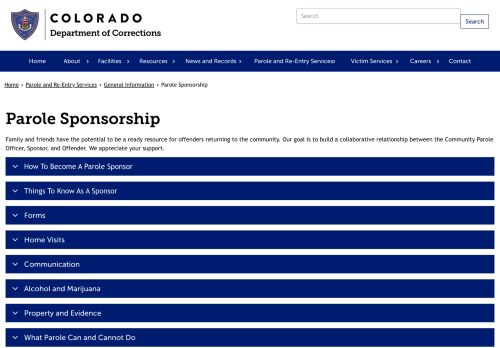 COLORADO
Department of Corrections
Search
Search
Home About Facilities Resources News and Records Parole and Re-Entry Services Victim Services Careers Contact
Home › Parole and Re-Entry Services › General Information › Parole Sponsorship
Parole Sponsorship
Family and friends have the potential to be a ready resource for offenders returning to the community. Our goal is to build a collaborative relationship between the Community Parole
Officer, Sponsor, and Offender. We appreciate your support.
How To Become A Parole Sponsor
Things To Know As A Sponsor
Forms
Home Visits
Communication
Alcohol and Marijuana
Property and Evidence
What Parole Can and Cannot Do